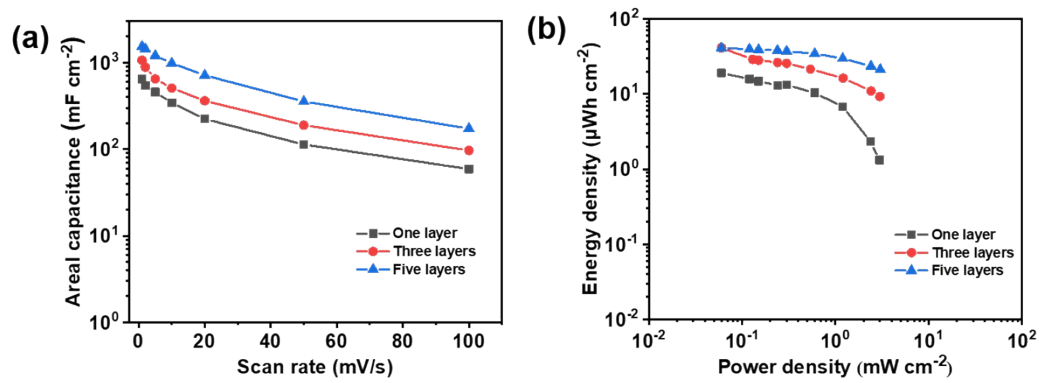 (a)
Areal capacitance (mF cm⁻²)
10³
10²
10¹
10⁰
0 20 40 60 80 100
Scan rate (mV/s)
One layer
Three layers
Five layers
(b)
Energy density (μWh cm⁻²)
10²
10¹
10⁰
10⁻¹
10⁻²
10⁻² 10⁻¹ 10⁰ 10¹ 10²
Power density (mW cm⁻²)
One layer
Three layers
Five layers